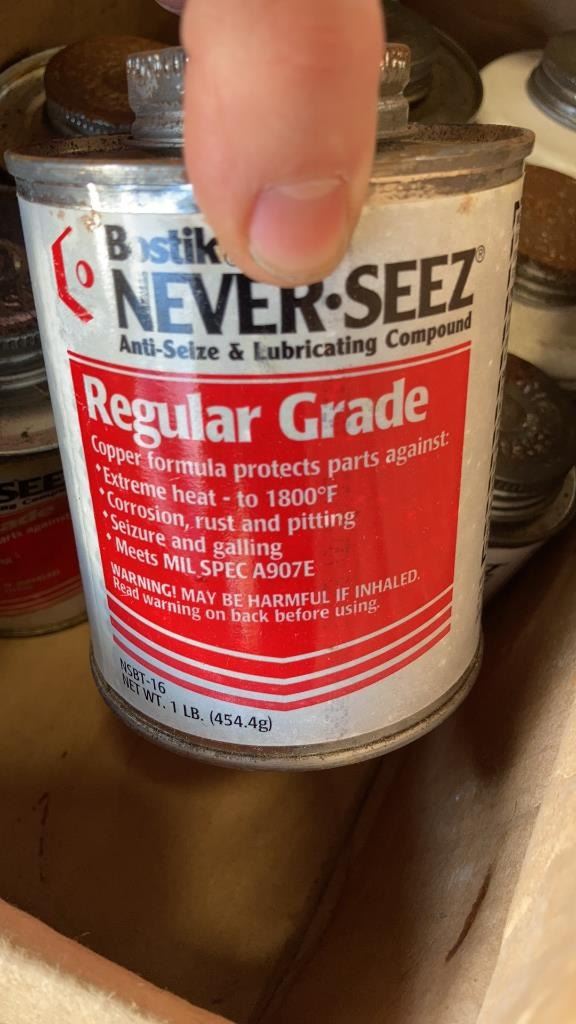 Bostik
NEVER•SEEZ®
Anti-Seize & Lubricating Compound
Regular Grade
Copper formula protects parts against:
• Extreme heat - to 1800°F
• Corrosion, rust and pitting
• Seizure and galling
• Meets MIL SPEC A907E
WARNING! MAY BE HARMFUL IF INHALED.
Read warning on back before using.
NSBT-16
NET WT. 1 LB. (454.4g)
SEE